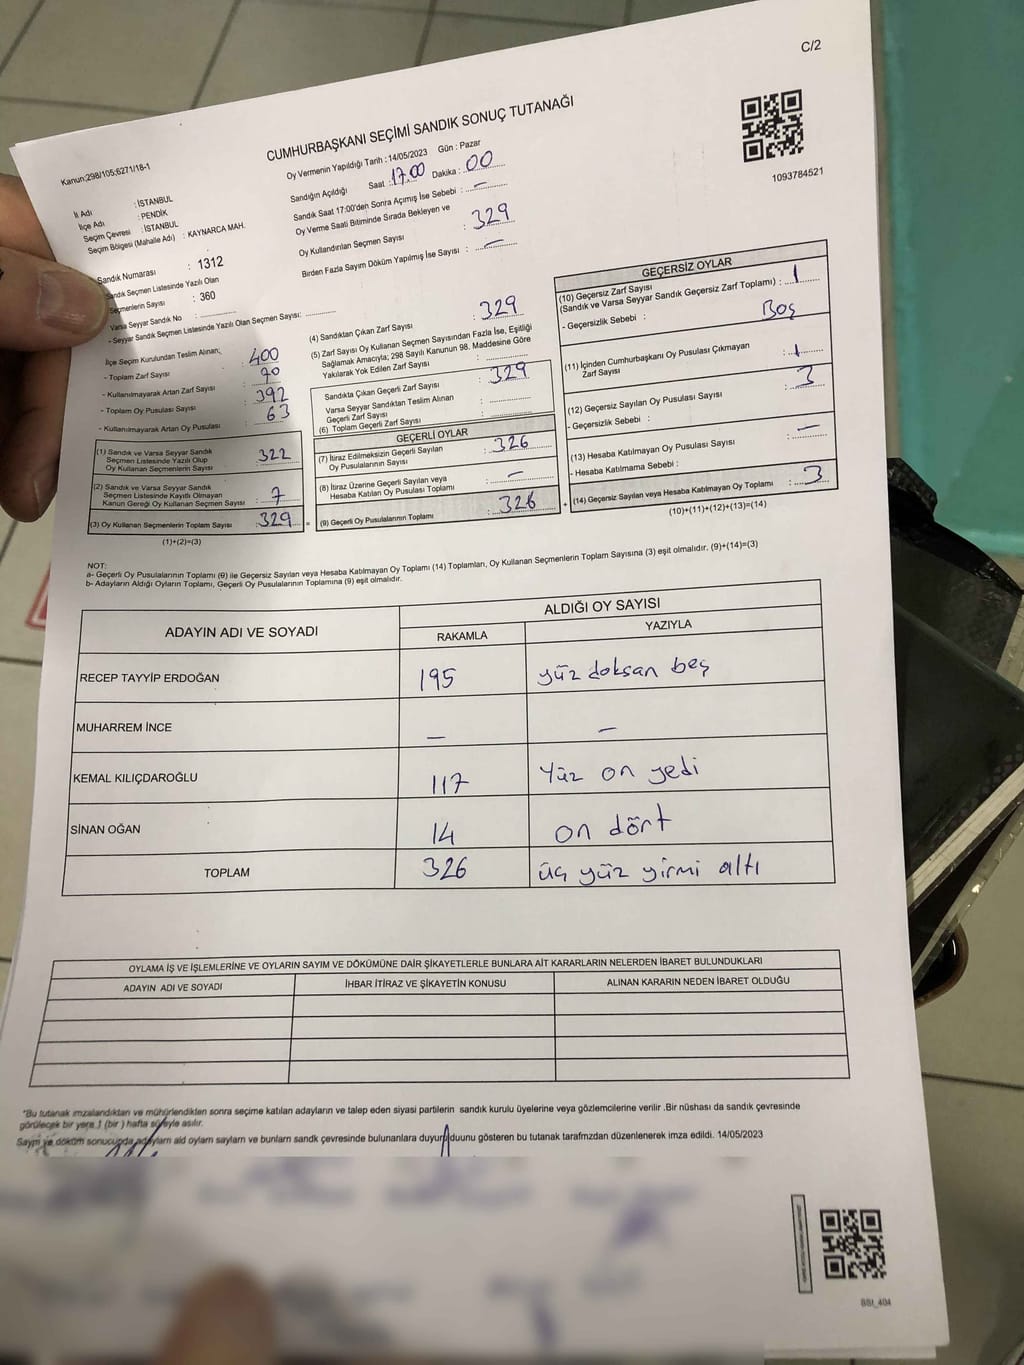 C/2
CUMHURBAŞKANI SEÇİMİ SANDIK SONUÇ TUTANAĞI
Kanun:298/105;6271/18-1
1093784521
İl Adı : İSTANBUL
İlçe Adı : PENDİK
Seçim Çevresi : İSTANBUL
Seçim Bölgesi (Mahalle Adı) : KAYNARCA MAH.
Sandık Numarası : 1312
Sandık Seçmen Listesinde Yazılı Olan
Seçmenlerin Sayısı : 360
Varsa Seyyar Sandık No :
- Seyyar Sandık Seçmen Listesinde Yazılı Olan Seçmen Sayısı:
Oy Vermenin Yapıldığı Tarih : 14/05/2023 Gün : Pazar
Sandığın Açıldığı Saat : 17.00 Dakika : 00
Sandık Saat 17:00'den Sonra Açımış İse Sebebi : —
Oy Verme Saati Bitiminde Sırada Bekleyen ve
Oy Kullandırılan Seçmen Sayısı : 329
Birden Fazla Sayım Döküm Yapılmış İse Sayısı : —
İlçe Seçim Kurulundan Teslim Alınan;
- Toplam Zarf Sayısı : 400
- Kullanılmayarak Artan Zarf Sayısı
- Toplam Oy Pusulası Sayısı : 392
- Kullanılmayarak Artan Oy Pusulası : 63
(1) Sandık ve Varsa Seyyar Sandık
Seçmen Listesinde Yazılı Olup
Oy Kullanan Seçmenlerin Sayısı : 322
(2) Sandık ve Varsa Seyyar Sandık
Seçmen Listesinde Kayıtlı Olmayan
Kanun Gereği Oy Kullanan Seçmen Sayısı : 7
(3) Oy Kullanan Seçmenlerin Toplam Sayısı : 329 =
(1)+(2)=(3)
(4) Sandıktan Çıkan Zarf Sayısı : 329
(5) Zarf Sayısı Oy Kullanan Seçmen Sayısından Fazla İse, Eşitliği
Sağlamak Amacıyla; 298 Sayılı Kanunun 98. Maddesine Göre
Yakılarak Yok Edilen Zarf Sayısı :
Sandıkta Çıkan Geçerli Zarf Sayısı : 329
Varsa Seyyar Sandıktan Teslim Alınan
Geçerli Zarf Sayısı :
(6) Toplam Geçerli Zarf Sayısı :
GEÇERLİ OYLAR
(7) İtiraz Edilmeksizin Geçerli Sayılan
Oy Pusulalarının Sayısı : 326
(8) İtiraz Üzerine Geçerli Sayılan veya
Hesaba Katılan Oy Pusulası Toplamı : —
(9) Geçerli Oy Pusulalarının Toplamı : 326 +
GEÇERSİZ OYLAR
(10) Geçersiz Zarf Sayısı
(Sandık ve Varsa Seyyar Sandık Geçersiz Zarf Toplamı) : 1
- Geçersizlik Sebebi : Boş
(11) İçinden Cumhurbaşkanı Oy Pusulası Çıkmayan
Zarf Sayısı : 1
(12) Geçersiz Sayılan Oy Pusulası Sayısı : 3
- Geçersizlik Sebebi :
(13) Hesaba Katılmayan Oy Pusulası Sayısı : —
- Hesaba Katılmama Sebebi :
(14) Geçersiz Sayılan veya Hesaba Katılmayan Oy Toplamı : 3
(10)+(11)+(12)+(13)=(14)
NOT:
a- Geçerli Oy Pusulalarının Toplamı (9) ile Geçersiz Sayılan veya Hesaba Katılmayan Oy Toplamı (14) Toplamları, Oy Kullanan Seçmenlerin Toplam Sayısına (3) eşit olmalıdır. (9)+(14)=(3)
b- Adayların Aldığı Oyların Toplamı, Geçerli Oy Pusulalarının Toplamına (9) eşit olmalıdır.
ADAYIN ADI VE SOYADI
ALDIĞI OY SAYISI
RAKAMLA YAZIYLA
RECEP TAYYİP ERDOĞAN 195 yüz doksan beş
MUHARREM İNCE — —
KEMAL KILIÇDAROĞLU 117 Yüz on yedi
SİNAN OĞAN 14 on dört
TOPLAM 326 üç yüz yirmi altı
OYLAMA İŞ VE İŞLEMLERİNE VE OYLARIN SAYIM VE DÖKÜMÜNE DAİR ŞİKAYETLERLE BUNLARA AİT KARARLARIN NELERDEN İBARET BULUNDUKLARI
ADAYIN ADI VE SOYADI İHBAR İTİRAZ VE ŞİKAYETİN KONUSU ALINAN KARARIN NEDEN İBARET OLDUĞU
*Bu tutanak imzalandıktan ve mühürlendikten sonra seçime katılan adayların ve talep eden siyasi partilerin sandık kurulu üyelerine veya gözlemcilerine verilir .Bir nüshası da sandık çevresinde
görülecek bir yere 1 (bir ) hafta süreyle asılır.
Sayım ve döküm sonucunda adaylarn ald oylarn saylarn ve bunların sandk çevresinde bulunanlara duyurulduunu gösteren bu tutanak tarafmzdan düzenlenerek imza edildi. 14/05/2023
BSI_404